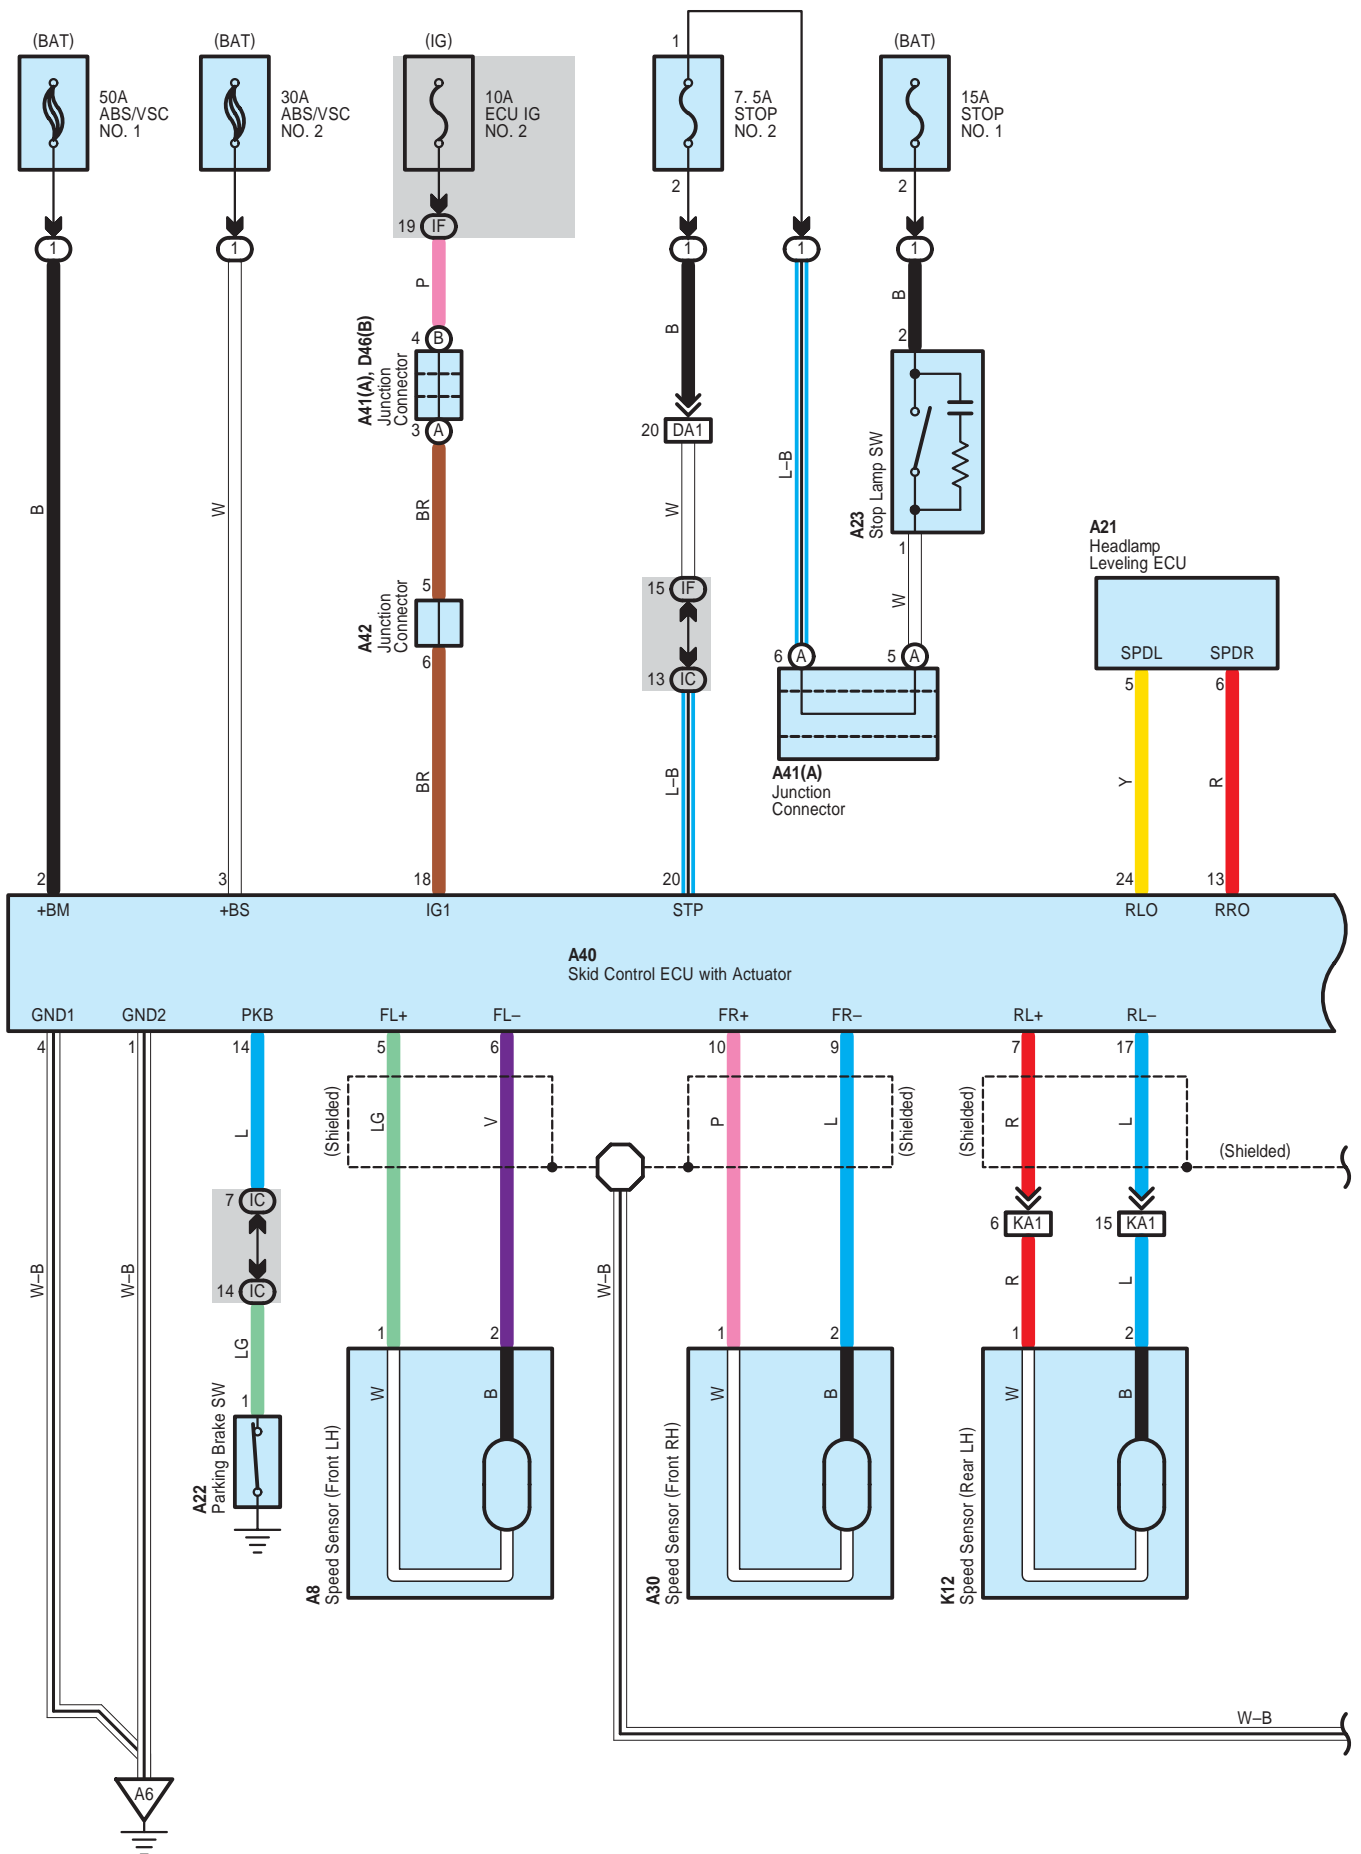 (BAT)
(BAT)
(IG)
1
(BAT)
50A
ABS/VSC
NO. 1
30A
ABS/VSC
NO. 2
10A
ECU IG
NO. 2
7. 5A
STOP
NO. 2
15A
STOP
NO. 1
2
2
19 IF
1
1
1
1
1
P
B
B
L–B
4 B
2
A41(A), D46(B)
Junction
Connector
3 A
20 DA1
A23
Stop Lamp SW
B
W
BR
W
1
A21
Headlamp
Leveling ECU
5
A42
Junction
Connector
6
15 IF
13 IC
W
6 A
5 A
SPDL
SPDR
5
6
BR
L–B
A41(A)
Junction
Connector
Y
R
2
3
18
20
24
13
+BM
+BS
IG1
STP
RLO
RRO
A40
Skid Control ECU with Actuator
GND1
GND2
PKB
FL+
FL–
FR+
FR–
RL+
RL–
4
1
14
5
6
10
9
7
17
(Shielded)
LG
V
P
L
(Shielded)
(Shielded)
R
L
(Shielded)
L
7 IC
14 IC
6 KA1
15 KA1
W–B
W–B
W–B
R
L
LG
1
1
2
1
2
1
2
A22
Parking Brake SW
W
B
W
B
W
B
A8
Speed Sensor (Front LH)
A30
Speed Sensor (Front RH)
K12
Speed Sensor (Rear LH)
W–B
A6